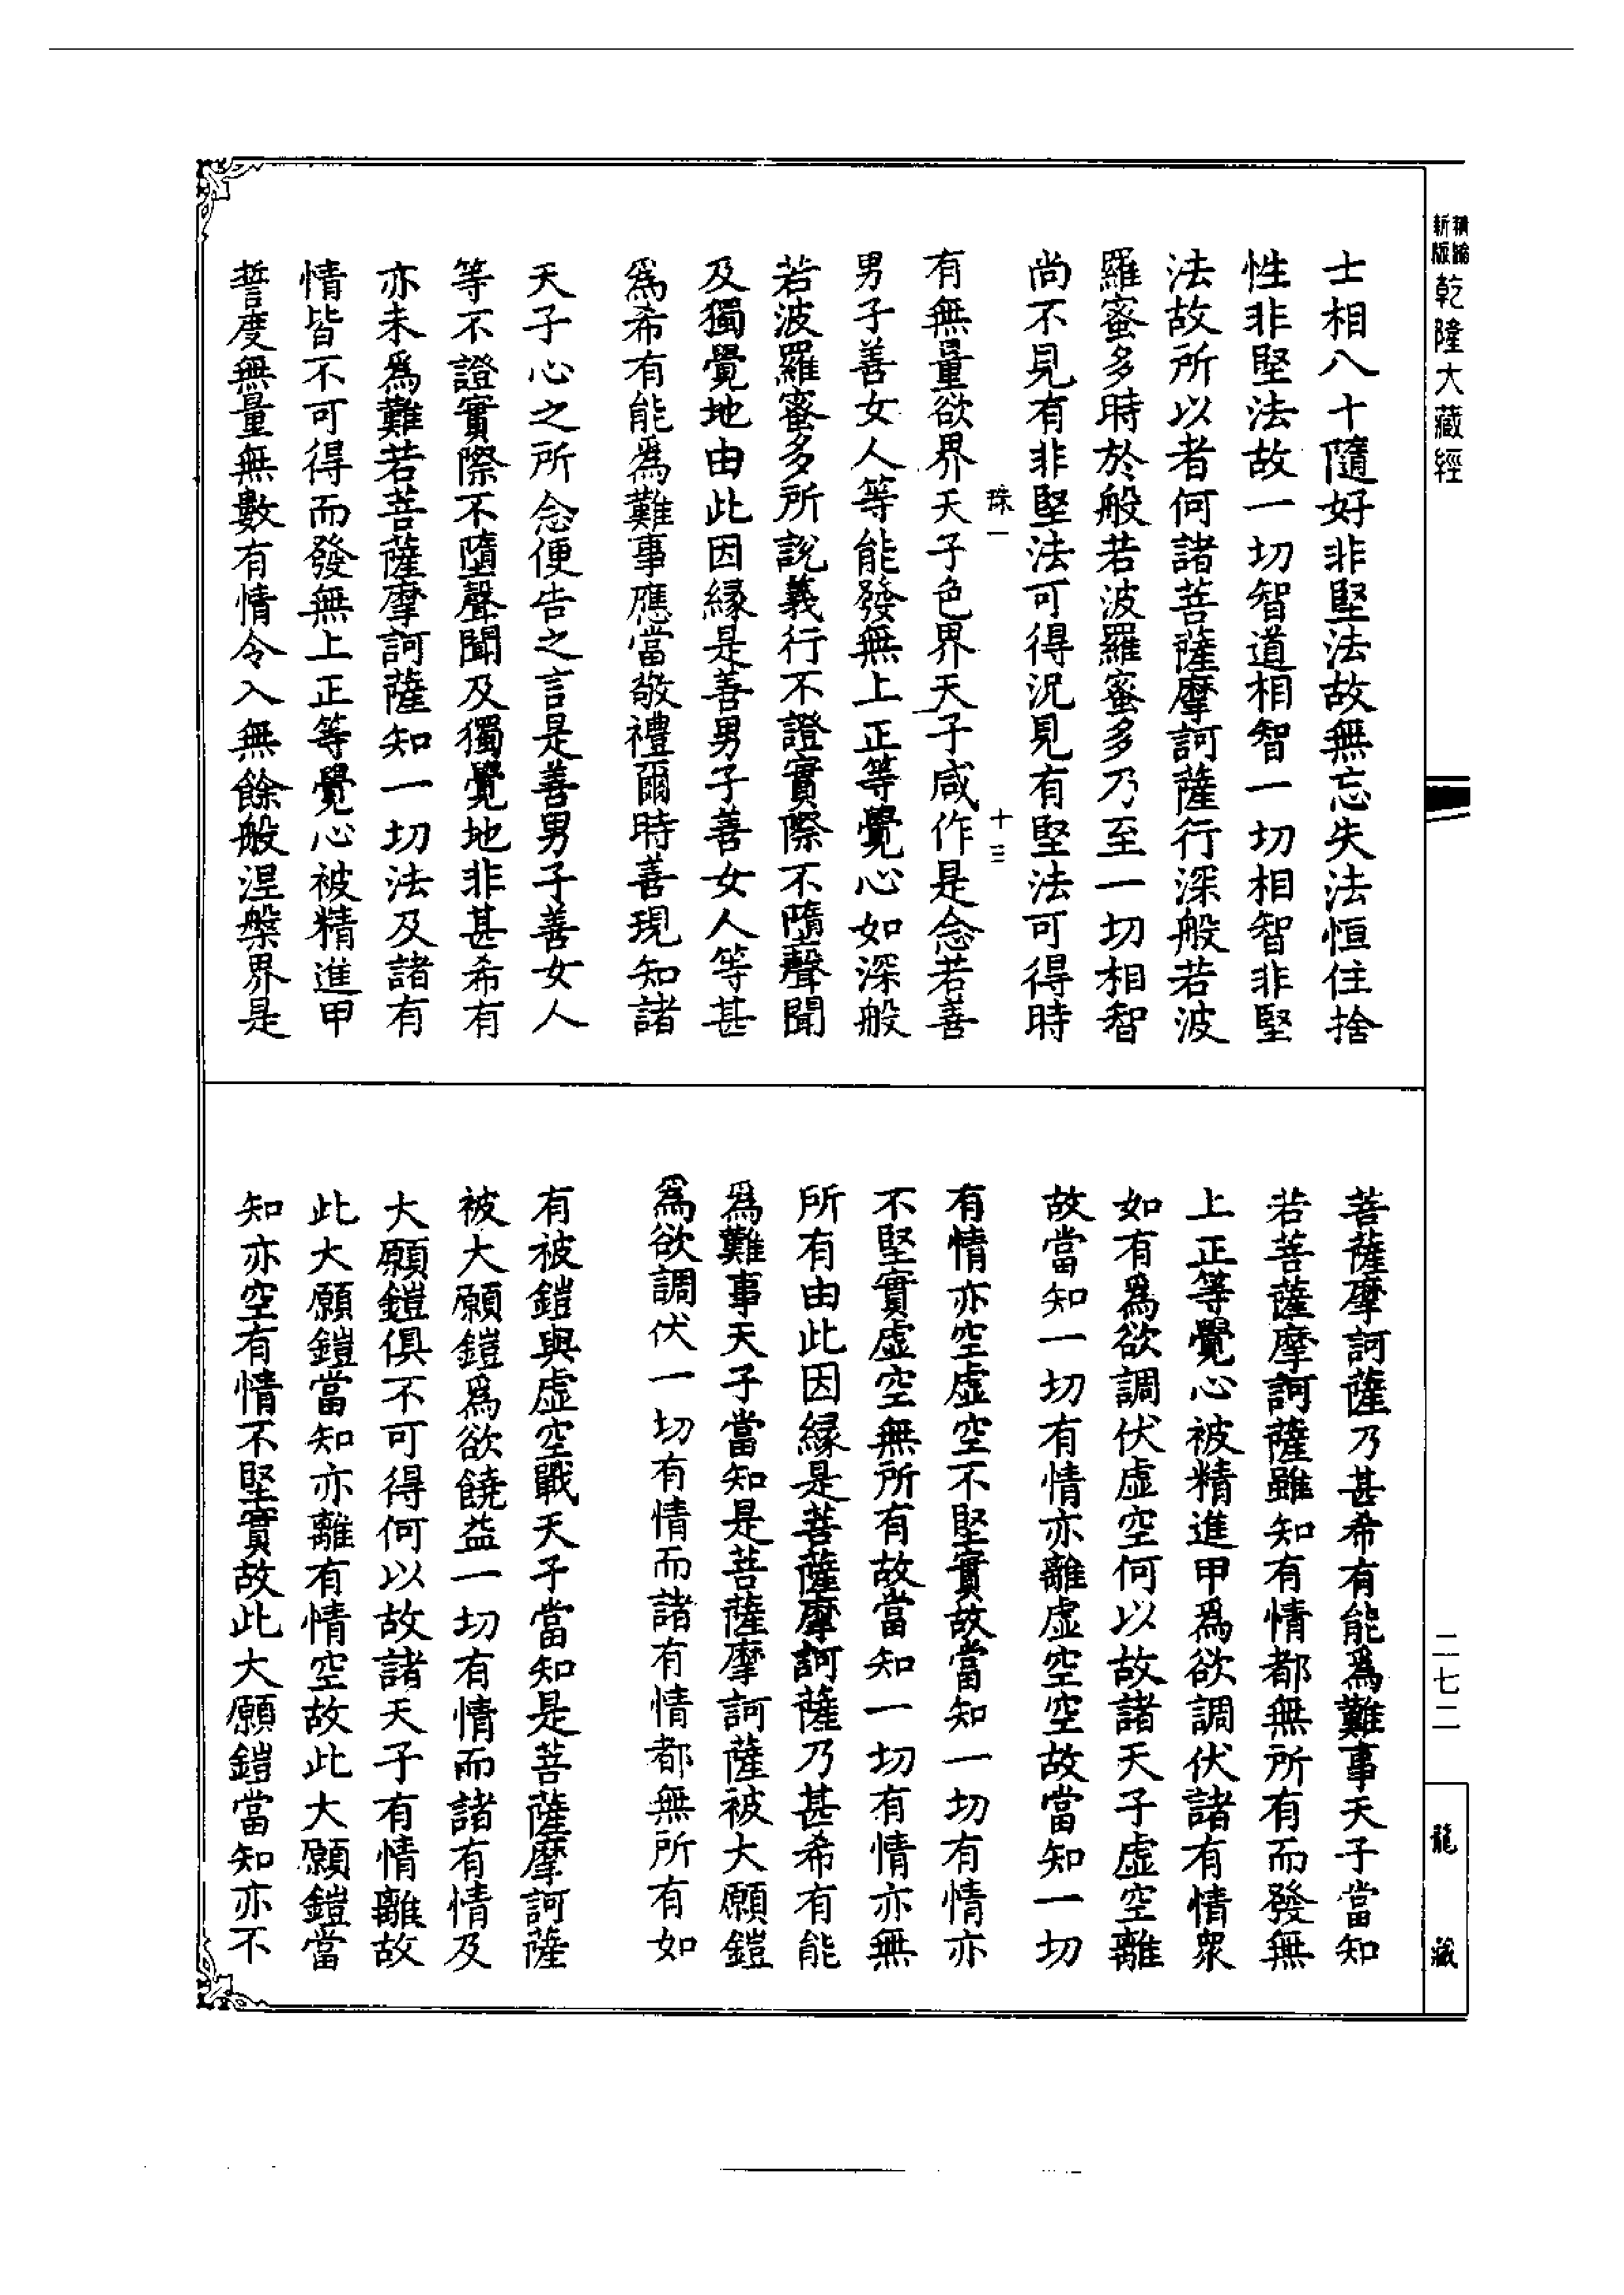 乾隆大藏經
二七二
龍藏
士相八十隨好非堅法故無忘失法恒住捨
性非堅法故一切智道相智一切相智非堅
法故所以者何諸菩薩摩訶薩行深般若波
羅蜜多時於般若波羅蜜多乃至一切相智
尚不見有非堅法可得況見有堅法可得時
珠一
十三
有無量欲界天子色界天子咸作是念若善
男子善女人等能發無上正等覺心如深般
若波羅蜜多所説義行不證實際不墮聲聞
及獨覺地由此因緣是善男子善女人等甚
爲希有能爲難事應當敬禮爾時善現知諸
天子心之所念便告之言是善男子善女人
等不證實際不墮聲聞及獨覺地非甚希有
亦未爲難若菩薩摩訶薩知一切法及諸有
情皆不可得而發無上正等覺心被精進甲
誓度無量無數有情令入無餘般涅槃界是
菩薩摩訶薩乃甚希有能爲難事天子當知
若菩薩摩訶薩雖知有情都無所有而發無
上正等覺心被精進甲爲欲調伏諸有情衆
如有爲欲調伏虛空何以故諸天子虛空離
故當知一切有情亦離虛空空故當知一切
有情亦空虛空不堅實故當知一切有情亦
不堅實虛空無所有故當知一切有情亦無
所有由此因緣是菩薩摩訶薩乃甚希有能
爲難事天子當知是菩薩摩訶薩被大願鎧
爲欲調伏一切有情而諸有情都無所有如
有被鎧與虛空戰天子當知是菩薩摩訶薩
被大願鎧爲欲饒益一切有情而諸有情及
大願鎧俱不可得何以故諸天子有情離故
此大願鎧當知亦離有情空故此大願鎧當
知亦空有情不堅實故此大願鎧當知亦不